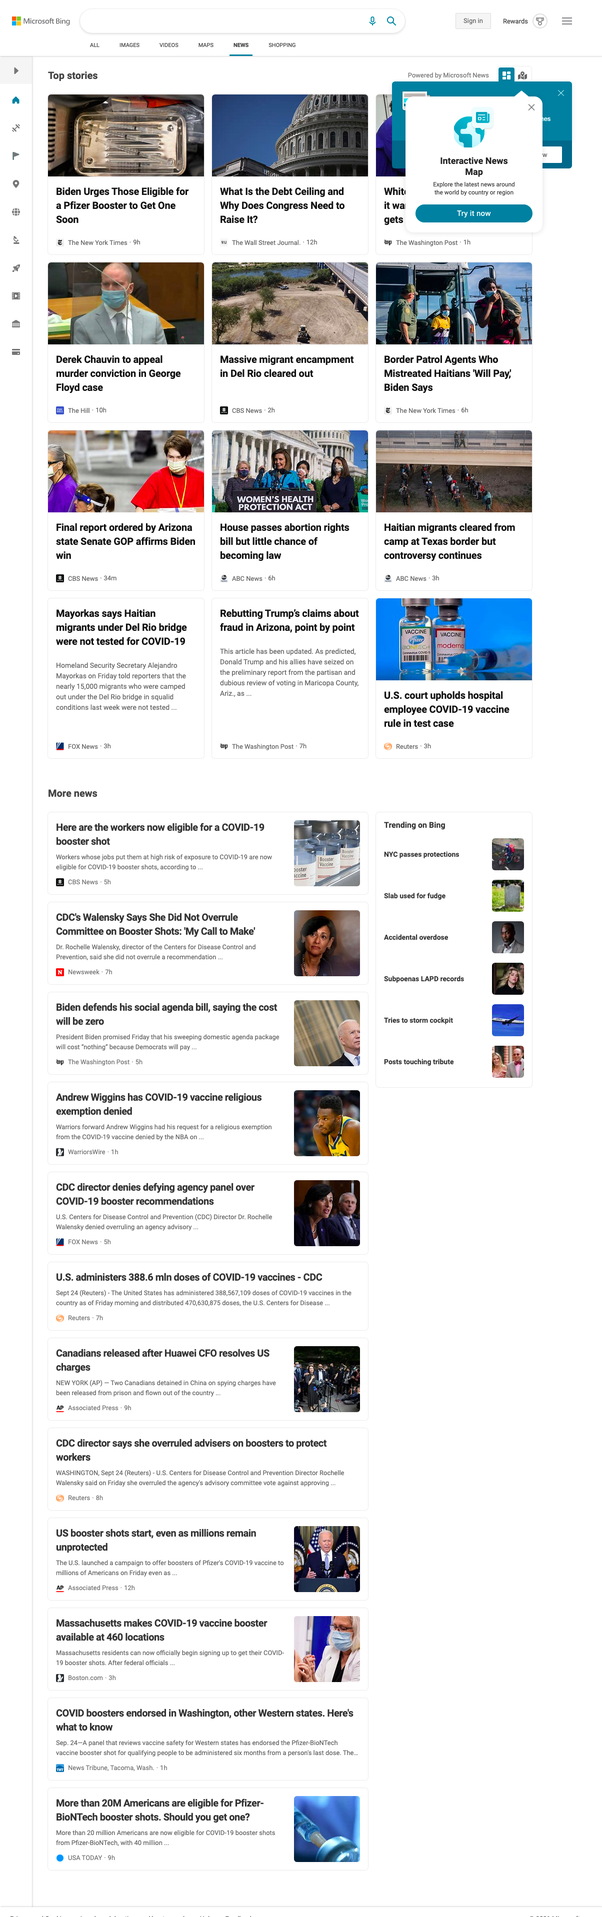 Microsoft Bing
Sign in
Rewards
ALL
IMAGES
VIDEOS
MAPS
NEWS
SHOPPING
Top stories
Powered by Microsoft News
Interactive News
Map
Explore the latest news around
the world by country or region
Try it now
Biden Urges Those Eligible for
a Pfizer Booster to Get One
Soon
The New York Times · 9h
What Is the Debt Ceiling and
Why Does Congress Need to
Raise It?
The Wall Street Journal. · 12h
it wa
gets
The Washington Post · 1h
Derek Chauvin to appeal
murder conviction in George
Floyd case
The Hill · 10h
Massive migrant encampment
in Del Rio cleared out
CBS News · 2h
Border Patrol Agents Who
Mistreated Haitians 'Will Pay,'
Biden Says
The New York Times · 6h
WOMEN'S HEALTH
PROTECTION ACT
Final report ordered by Arizona
state Senate GOP affirms Biden
win
CBS News · 34m
House passes abortion rights
bill but little chance of
becoming law
ABC News · 6h
Haitian migrants cleared from
camp at Texas border but
controversy continues
ABC News · 3h
Mayorkas says Haitian
migrants under Del Rio bridge
were not tested for COVID-19
Homeland Security Secretary Alejandro
Mayorkas on Friday told reporters that the
nearly 15,000 migrants who were camped
out under the Del Rio bridge in squalid
conditions last week were not tested ...
FOX News · 3h
Rebutting Trump's claims about
fraud in Arizona, point by point
This article has been updated. As predicted,
Donald Trump and his allies have seized on
the preliminary report from the partisan and
dubious review of voting in Maricopa County,
Ariz., as ...
The Washington Post · 7h
VACCINE
VACCINE
moderna
U.S. court upholds hospital
employee COVID-19 vaccine
rule in test case
Reuters · 3h
More news
Here are the workers now eligible for a COVID-19
booster shot
Workers whose jobs put them at high risk of exposure to COVID-19 are now
eligible for COVID-19 booster shots, according to ...
CBS News · 5h
CDC's Walensky Says She Did Not Overrule
Committee on Booster Shots: 'My Call to Make'
Dr. Rochelle Walensky, director of the Centers for Disease Control and
Prevention, said she did not overrule a recommendation ...
Newsweek · 7h
Biden defends his social agenda bill, saying the cost
will be zero
President Biden promised Friday that his sweeping domestic agenda package
will cost "nothing" because Democrats will pay ...
The Washington Post · 5h
Andrew Wiggins has COVID-19 vaccine religious
exemption denied
Warriors forward Andrew Wiggins had his request for a religious exemption
from the COVID-19 vaccine denied by the NBA on ...
WarriorsWire · 1h
CDC director denies defying agency panel over
COVID-19 booster recommendations
U.S. Centers for Disease Control and Prevention (CDC) Director Dr. Rochelle
Walensky denied overruling an agency advisory ...
FOX News · 5h
U.S. administers 388.6 mln doses of COVID-19 vaccines - CDC
Sept 24 (Reuters) - The United States has administered 388,567,109 doses of COVID-19 vaccines in the
country as of Friday morning and distributed 470,630,875 doses, the U.S. Centers for Disease ...
Reuters · 7h
Canadians released after Huawei CFO resolves US
charges
NEW YORK (AP) — Two Canadians detained in China on spying charges have
been released from prison and flown out of the country ...
Associated Press · 9h
CDC director says she overruled advisers on boosters to protect
workers
WASHINGTON, Sept 24 (Reuters) - U.S. Centers for Disease Control and Prevention Director Rochelle
Walensky said on Friday she overruled the agency's advisory committee vote against approving ...
Reuters · 8h
US booster shots start, even as millions remain
unprotected
The U.S. launched a campaign to offer boosters of Pfizer's COVID-19 vaccine to
millions of Americans on Friday even as ...
Associated Press · 12h
Massachusetts makes COVID-19 vaccine booster
available at 460 locations
Massachusetts residents can now officially begin signing up to get their COVID-
19 booster shots. After federal officials ...
Boston.com · 3h
COVID boosters endorsed in Washington, other Western states. Here's
what to know
Sep. 24—A panel that reviews vaccine safety for Western states has endorsed the Pfizer-BioNTech
vaccine booster shot for qualifying people to be administered six months from a person's last dose. The...
News Tribune, Tacoma, Wash. · 1h
More than 20M Americans are eligible for Pfizer-
BioNTech booster shots. Should you get one?
More than 20 million Americans are now eligible for COVID-19 booster shots
from Pfizer-BioNTech, with 40 million ...
USA TODAY · 9h
Trending on Bing
NYC passes protections
Slab used for fudge
Accidental overdose
Subpoenas LAPD records
Tries to storm cockpit
Posts touching tribute